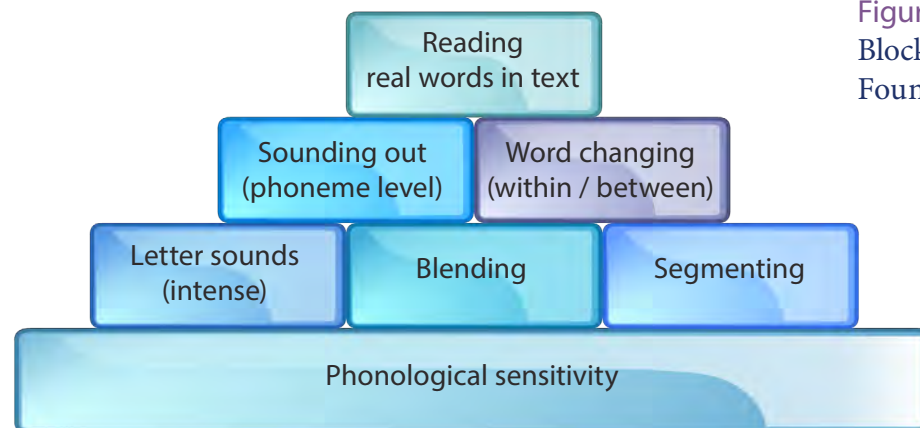 Reading
real words in text
Sounding out
(phoneme level)
Word changing
(within / between)
Letter sounds
(intense)
Blending
Segmenting
Phonological sensitivity